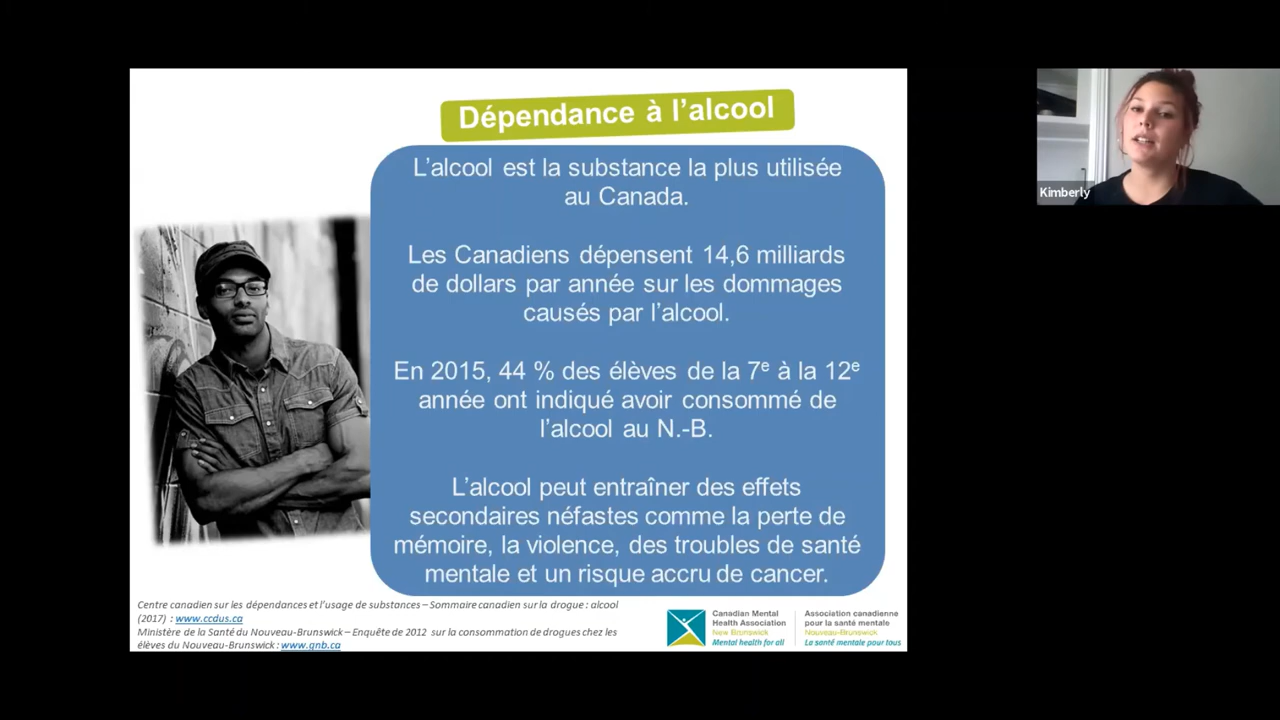 Dépendance à l’alcool
L’alcool est la substance la plus utilisée
au Canada.
Les Canadiens dépensent 14,6 milliards
de dollars par année sur les dommages
causés par l’alcool.
En 2015, 44 % des élèves de la 7e à la 12e
année ont indiqué avoir consommé de
l’alcool au N.-B.
L’alcool peut entraîner des effets
secondaires néfastes comme la perte de
mémoire, la violence, des troubles de santé
mentale et un risque accru de cancer.
Centre canadien sur les dépendances et l’usage de substances – Sommaire canadien sur la drogue : alcool
(2017) : www.ccdus.ca
Ministère de la Santé du Nouveau-Brunswick – Enquête de 2012 sur la consommation de drogues chez les
élèves du Nouveau-Brunswick : www.gnb.ca
Canadian Mental
Health Association
New Brunswick
Mental health for all
Association canadienne
pour la santé mentale
Nouveau-Brunswick
La santé mentale pour tous
Kimberly